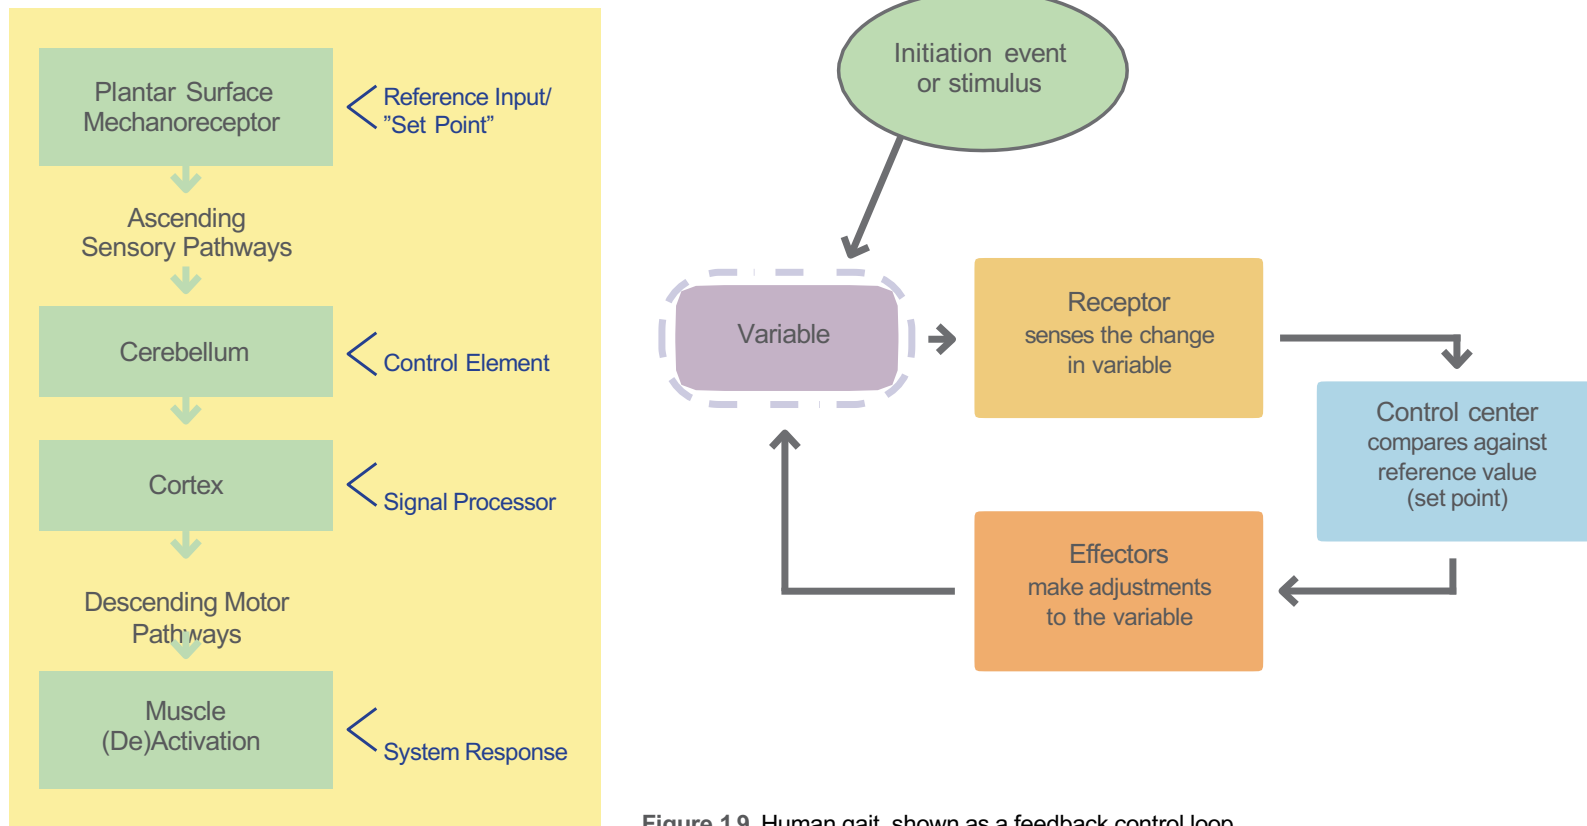 Plantar Surface
Mechanoreceptor
Reference Input/
”Set Point”
Ascending
Sensory Pathways
Cerebellum
Control Element
Cortex
Signal Processor
Descending Motor
Pathways
Muscle
(De)Activation
System Response
Initiation event
or stimulus
Variable
Receptor
senses the change
in variable
Control center
compares against
reference value
(set point)
Effectors
make adjustments
to the variable
Figure 1.9 Human gait, shown as a feedback control loop